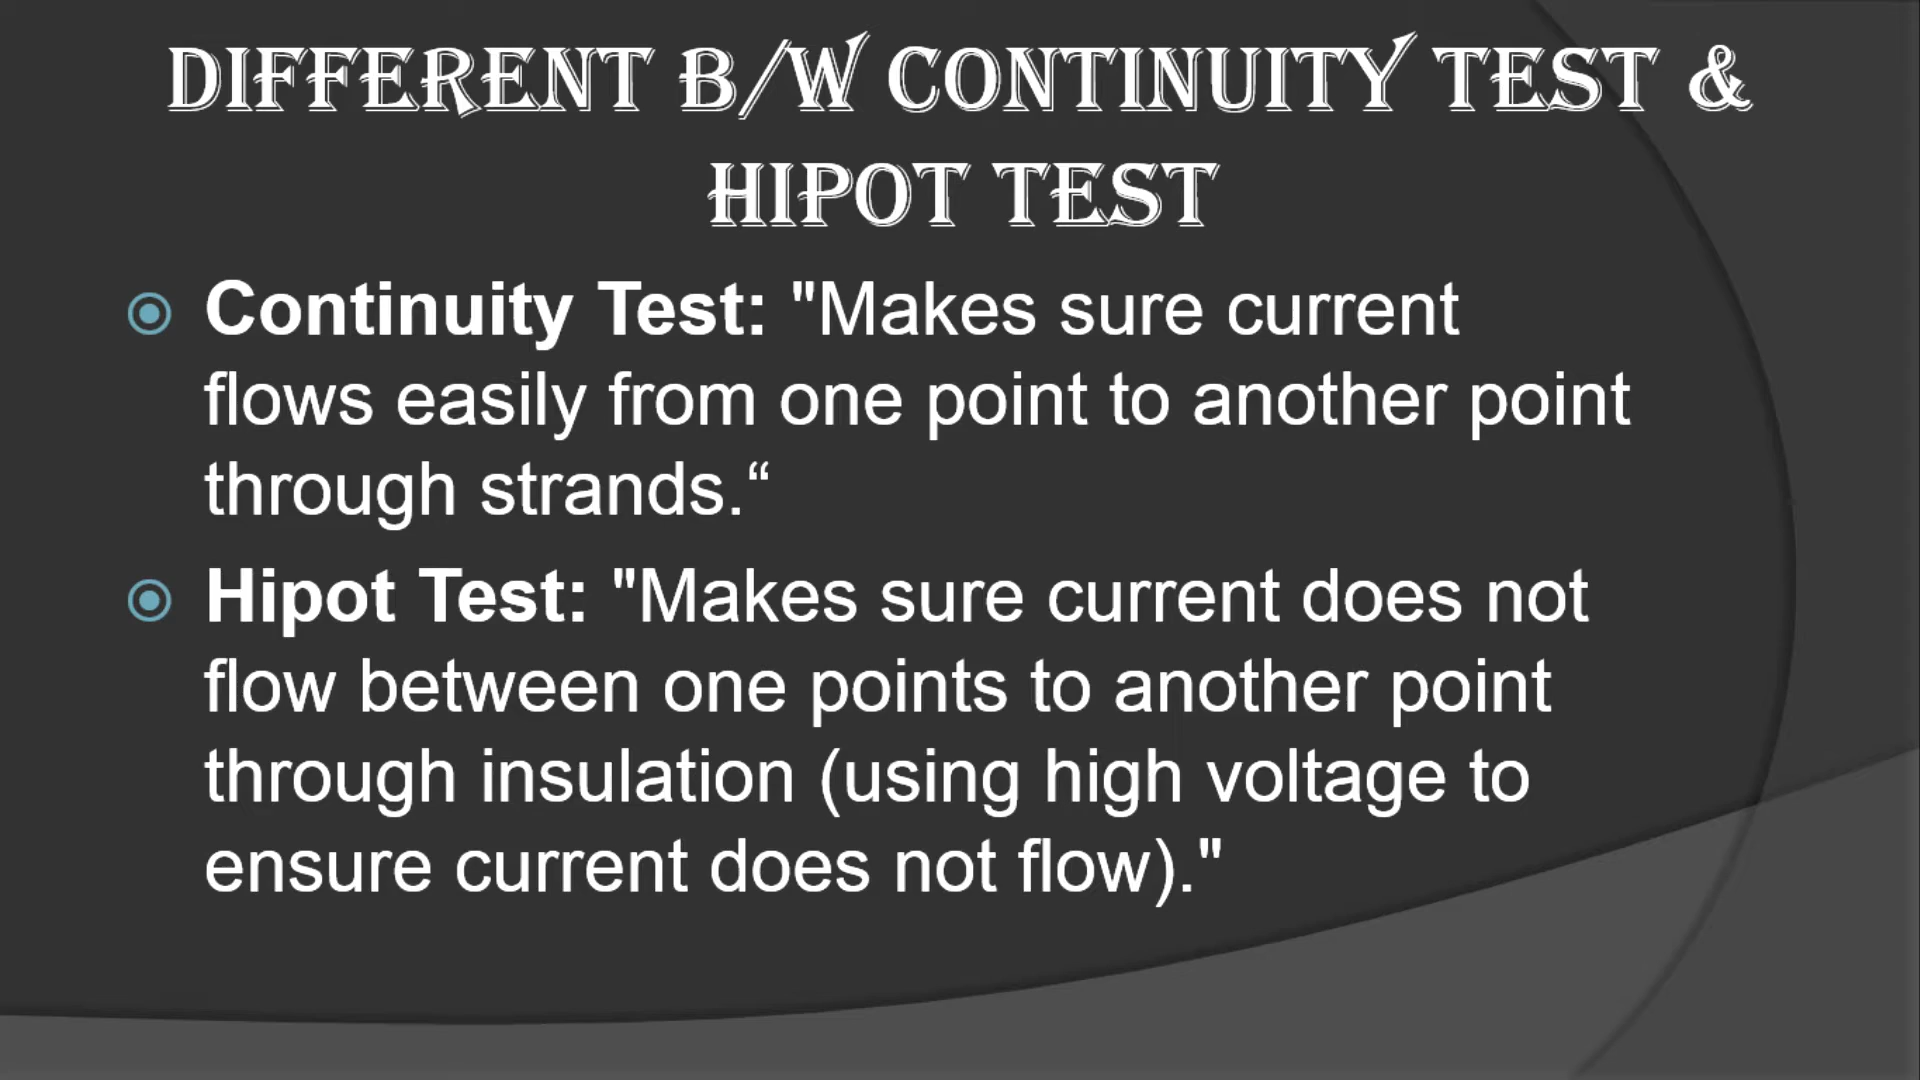 DIFFERENT B/W CONTINUITY TEST &
HIPOT TEST
Continuity Test: "Makes sure current
flows easily from one point to another point
through strands.“
Hipot Test: "Makes sure current does not
flow between one points to another point
through insulation (using high voltage to
ensure current does not flow)."